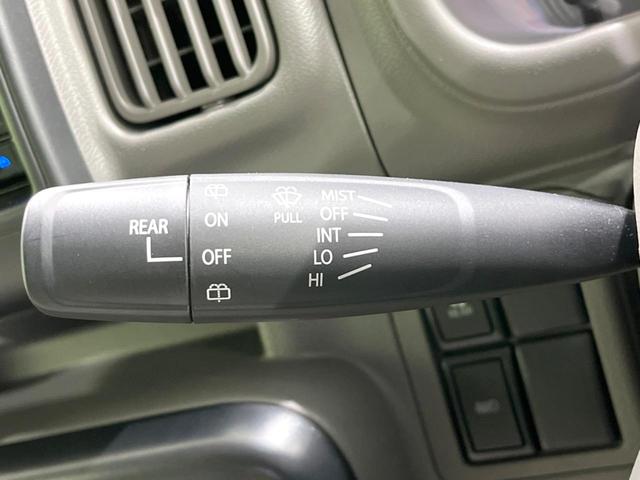 REAR
ON
OFF
PULL
MIST
OFF
INT
LO
HI